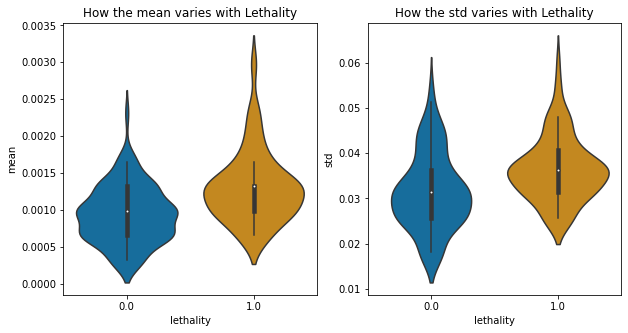 How the mean varies with Lethality
mean
0.0035
0.0030
0.0025
0.0020
0.0015
0.0010
0.0005
0.0000
0.0 1.0
lethality
How the std varies with Lethality
std
0.06
0.05
0.04
0.03
0.02
0.01
0.0 1.0
lethality